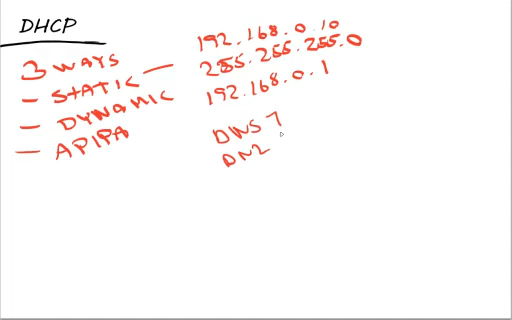 DHCP
3 WAYS
- STATIC —
- DYNAMIC
- APIPA
192.168.0.10
255.255.255.0
192.168.0.1
DNS 1
DN2